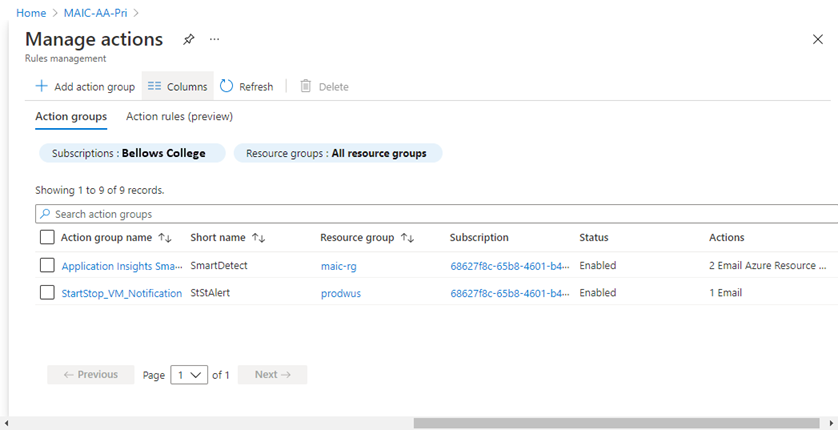 Home > MAIC-AA-Pri >
Manage actions
Rules management
Add action group Columns Refresh Delete
Action groups Action rules (preview)
Subscriptions : Bellows College Resource groups : All resource groups
Showing 1 to 9 of 9 records.
Search action groups
Action group name Short name Resource group Subscription Status Actions
Application Insights Sma... SmartDetect maic-rg 68627f8c-65b8-4601-b4... Enabled 2 Email Azure Resource ...
StartStop_VM_Notification StStAlert prodwus 68627f8c-65b8-4601-b4... Enabled 1 Email
← Previous Page 1 of 1 Next →